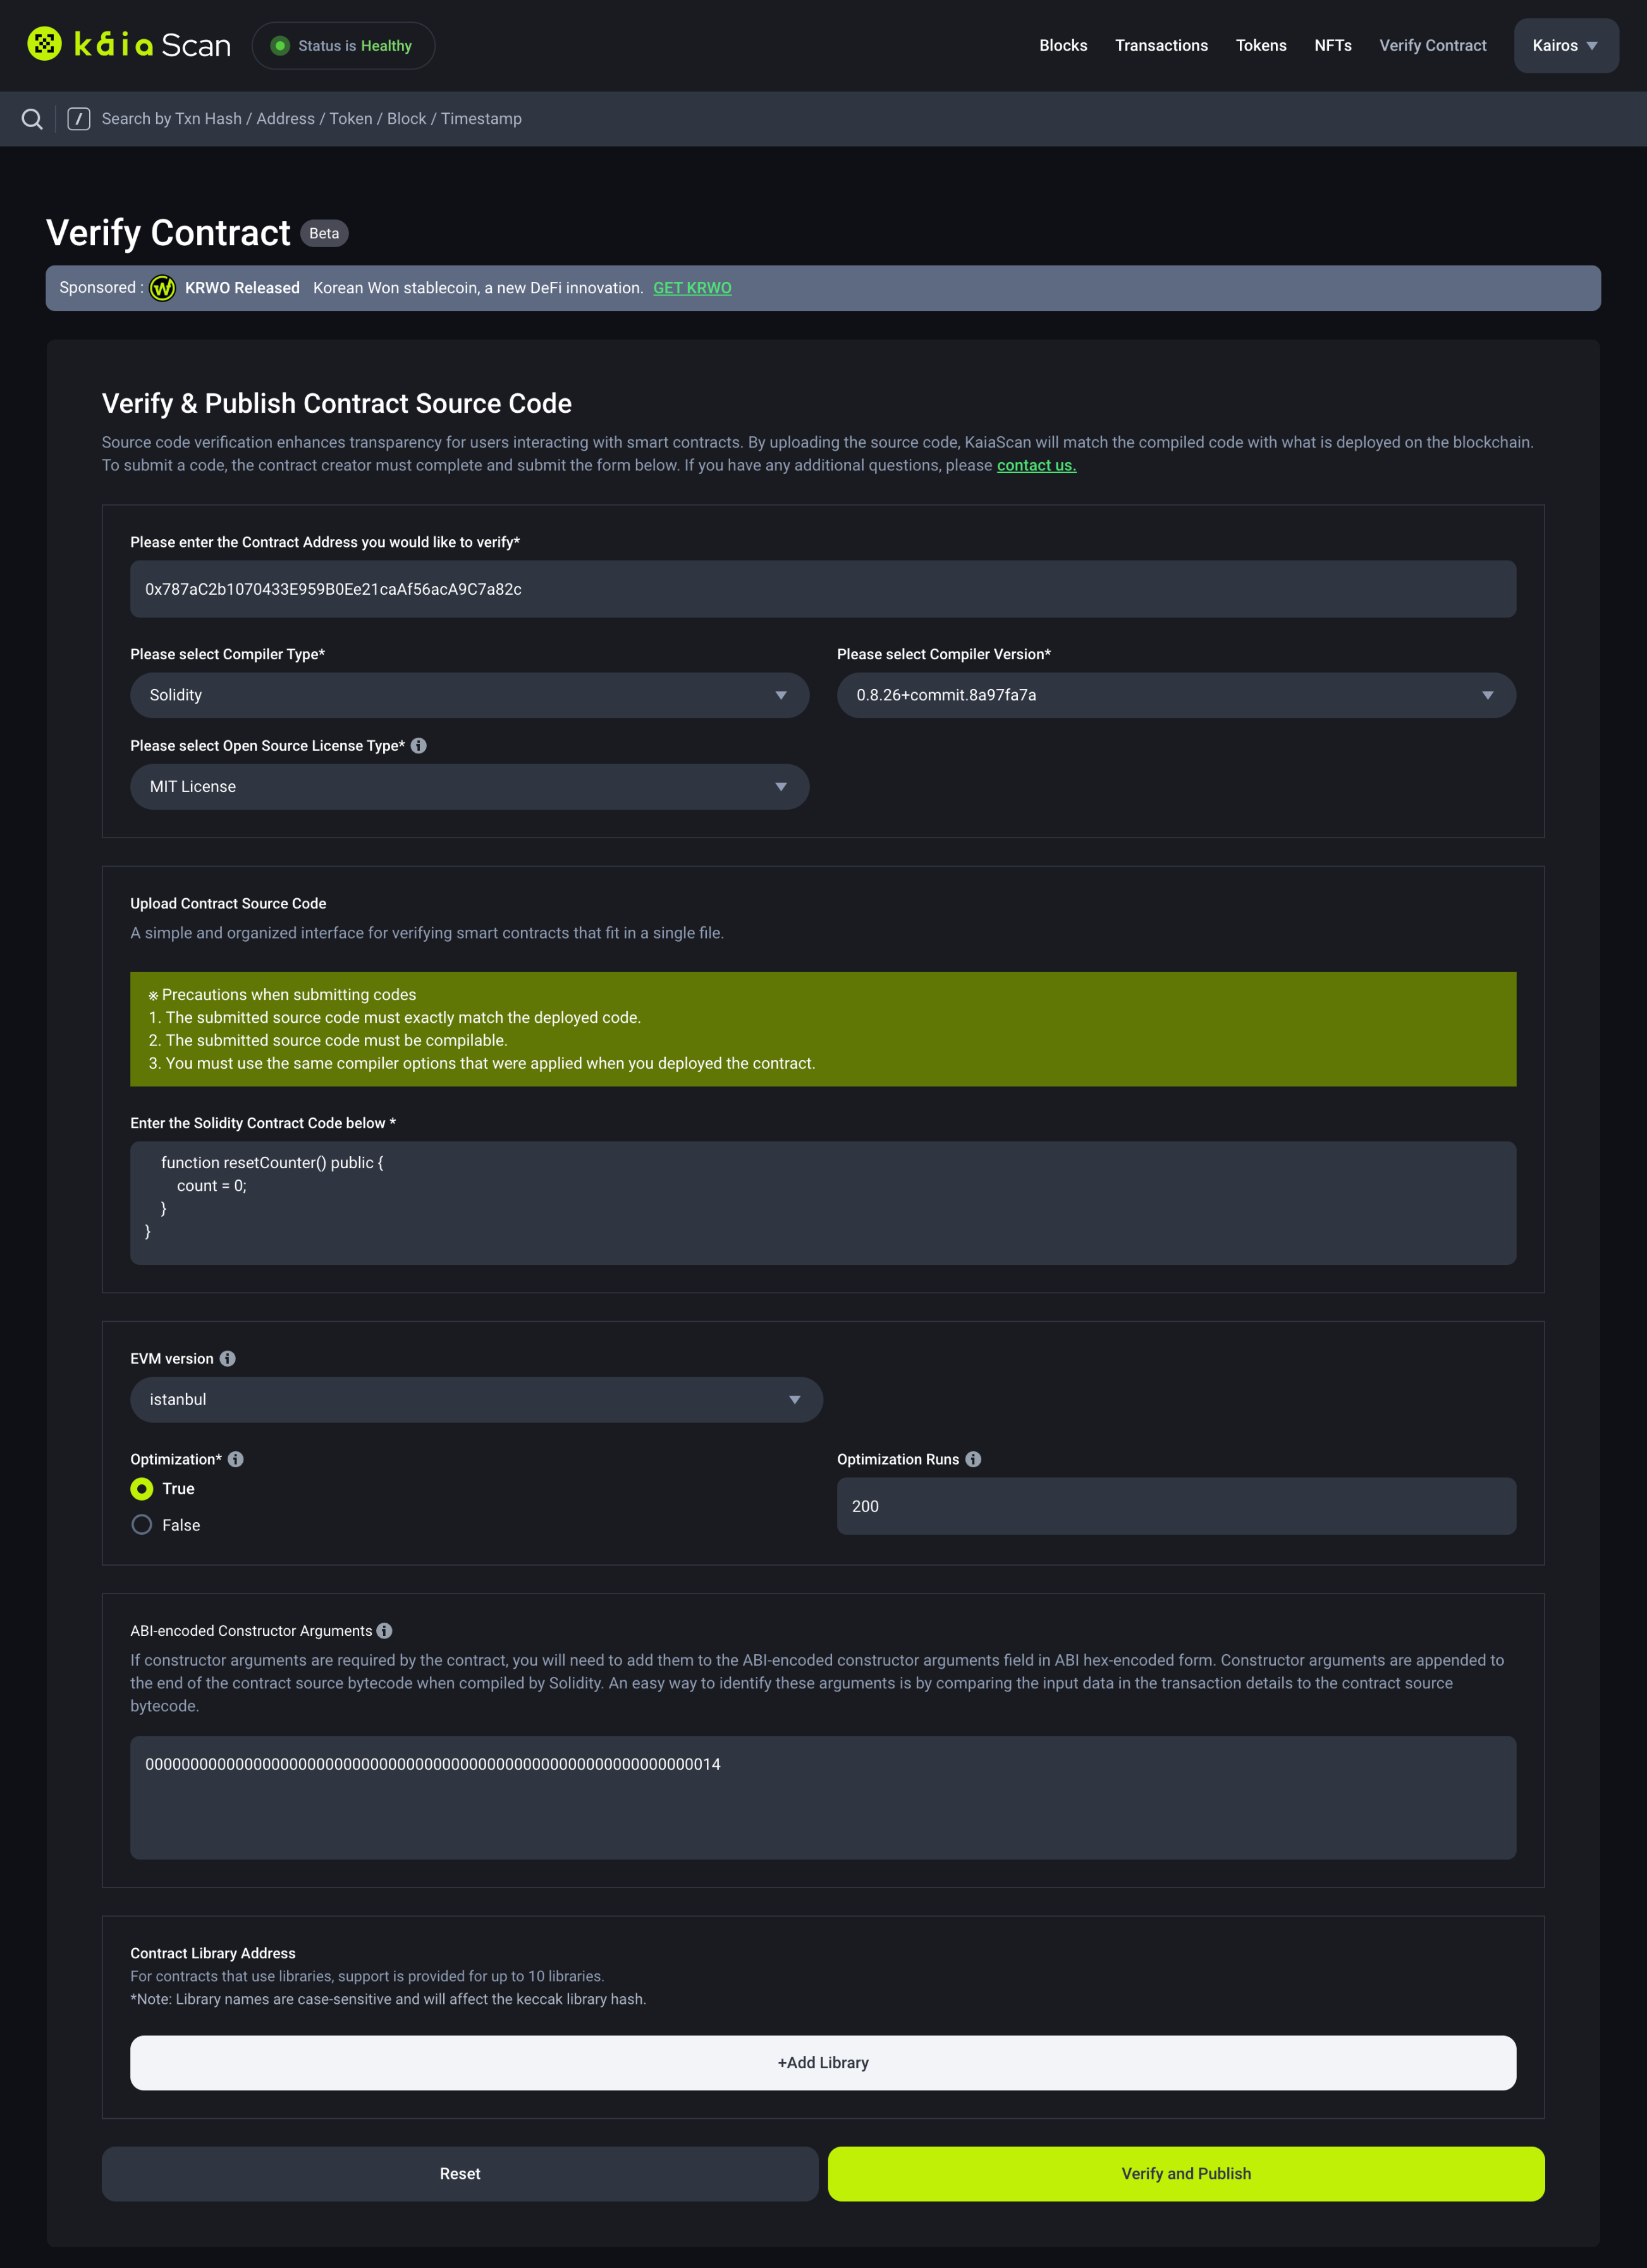 kaia Scan
Status is Healthy
Blocks
Transactions
Tokens
NFTs
Verify Contract
Kairos
/ Search by Txn Hash / Address / Token / Block / Timestamp
Verify Contract Beta
Sponsored : KRWO Released Korean Won stablecoin, a new DeFi innovation. GET KRWO
Verify & Publish Contract Source Code
Source code verification enhances transparency for users interacting with smart contracts. By uploading the source code, KaiaScan will match the compiled code with what is deployed on the blockchain.
To submit a code, the contract creator must complete and submit the form below. If you have any additional questions, please contact us.
Please enter the Contract Address you would like to verify*
0x787aC2b1070433E959B0Ee21caAf56acA9C7a82c
Please select Compiler Type*
Solidity
Please select Compiler Version*
0.8.26+commit.8a97fa7a
Please select Open Source License Type*
MIT License
Upload Contract Source Code
A simple and organized interface for verifying smart contracts that fit in a single file.
※ Precautions when submitting codes
1. The submitted source code must exactly match the deployed code.
2. The submitted source code must be compilable.
3. You must use the same compiler options that were applied when you deployed the contract.
Enter the Solidity Contract Code below *
function resetCounter() public {
count = 0;
}
}
EVM version
istanbul
Optimization*
True
False
Optimization Runs
200
ABI-encoded Constructor Arguments
If constructor arguments are required by the contract, you will need to add them to the ABI-encoded constructor arguments field in ABI hex-encoded form. Constructor arguments are appended to
the end of the contract source bytecode when compiled by Solidity. An easy way to identify these arguments is by comparing the input data in the transaction details to the contract source
bytecode.
0000000000000000000000000000000000000000000000000000000000000014
Contract Library Address
For contracts that use libraries, support is provided for up to 10 libraries.
*Note: Library names are case-sensitive and will affect the keccak library hash.
+Add Library
Reset
Verify and Publish